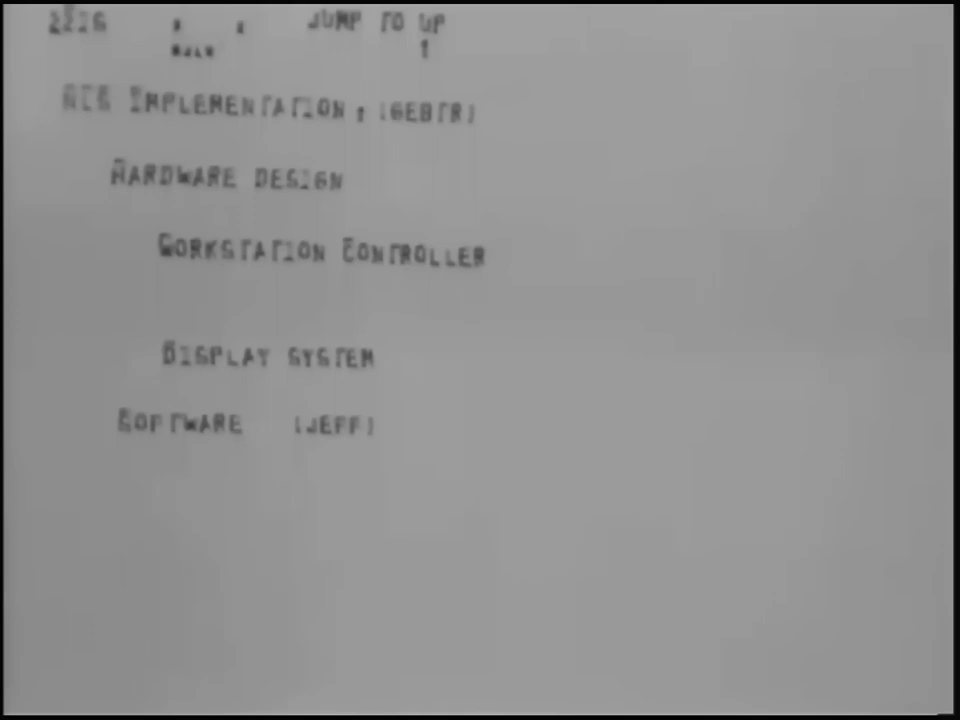 JUMP TO UP
IMPLEMENTATION,
HARDWARE DESIGN
WORKSTATION CONTROLLER
DISPLAY SYSTEM
SOFTWARE (JEFF)